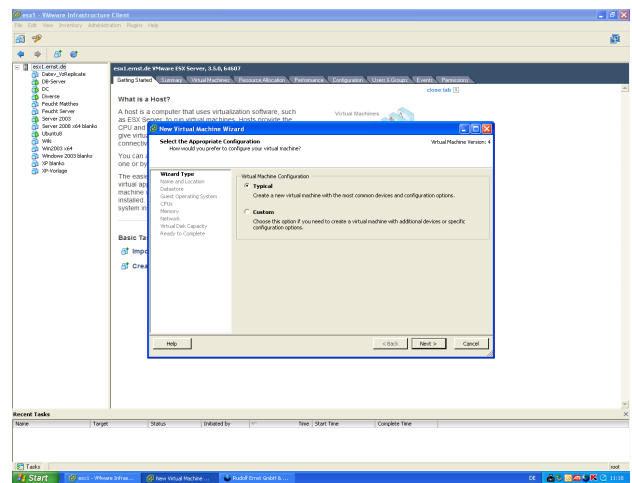 esx1 - VMware Infrastructure Client
File Edit View Inventory Administration Plugins Help
esx1.ernst.de
Datev_VzReplicate
DB-Server
DC
Diverse
Feucht Matthes
Feucht Server
Server 2003
Server 2008 x64 blanko
Ubuntu8
Wiki
Win2003 x64
Windows 2003 blanko
XP blanko
XP-Vorlage
esx1.ernst.de VMware ESX Server, 3.5.0, 64607
Getting Started Summary Virtual Machines Resource Allocation Performance Configuration Users & Groups Events Permissions
close tab
What is a Host?
A host is a computer that uses virtualization software, such
as ESX Server, to run virtual machines. Hosts provide the
CPU and
give virtu
connectiv
You can
one or by
The easie
virtual app
machine
installed
system in
Basic Ta
Impo
Crea
Virtual Machines
New Virtual Machine Wizard
Select the Appropriate Configuration
How would you prefer to configure your virtual machine?
Virtual Machine Version: 4
Wizard Type
Name and Location
Datastore
Guest Operating System
CPUs
Memory
Network
Virtual Disk Capacity
Ready to Complete
Virtual Machine Configuration
Typical
Create a new virtual machine with the most common devices and configuration options.
Custom
Choose this option if you need to create a virtual machine with additional devices or specific
configuration options.
Help
< Back
Next >
Cancel
Recent Tasks
Name Target Status Initiated by Time Start Time Complete Time
Tasks
root
Start
esx1 - VMware Infras...
New Virtual Machine ...
Rudolf Ernst GmbH & ...
DE
11:18